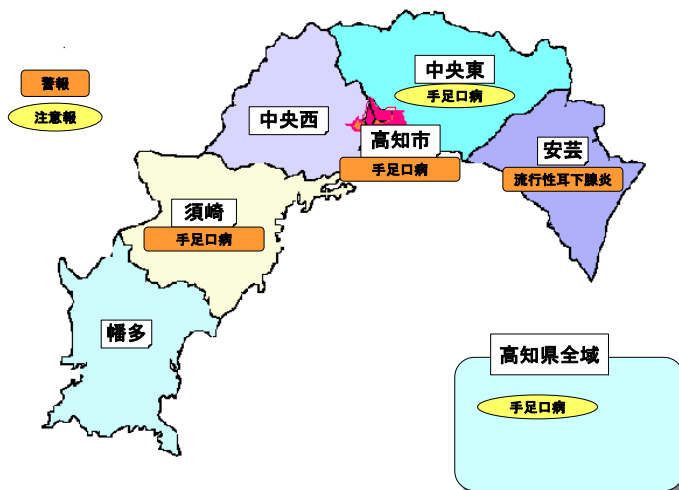 警報
注意報
中央東
手足口病
中央西
高知市
手足口病
安芸
流行性耳下腺炎
須崎
手足口病
幡多
高知県全域
手足口病